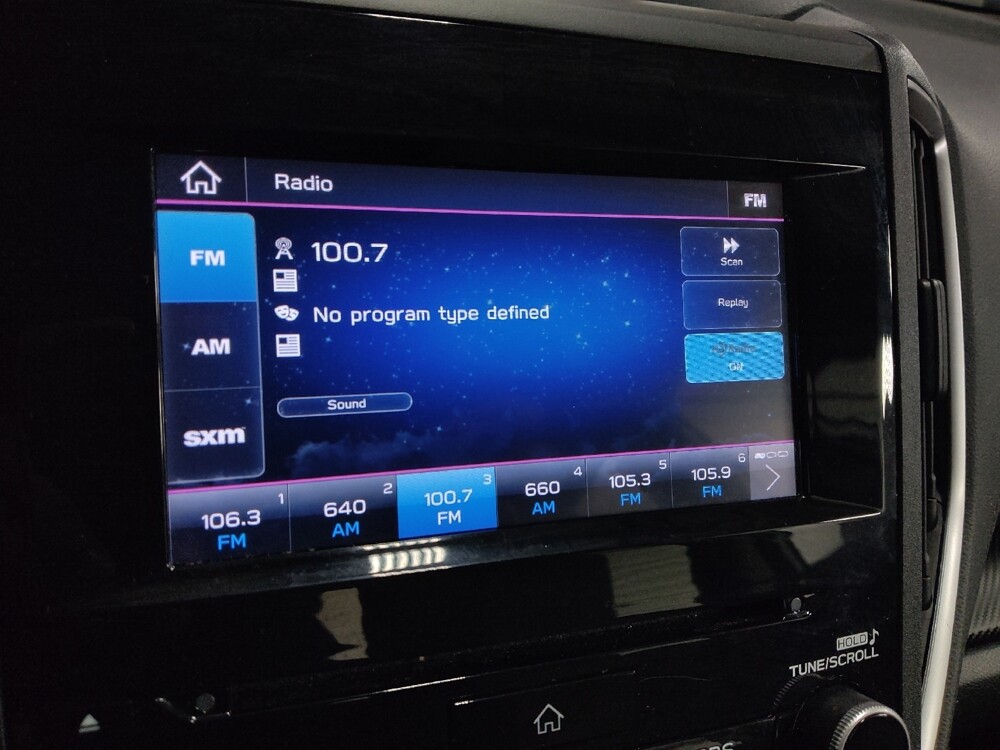 Radio
FM
FM
AM
sxm
100.7
No program type defined
Sound
Scan
Replay
ON
1
106.3
FM
2
640
AM
3
100.7
FM
4
660
AM
5
105.3
FM
6
105.9
FM
HOLD
TUNE/SCROLL